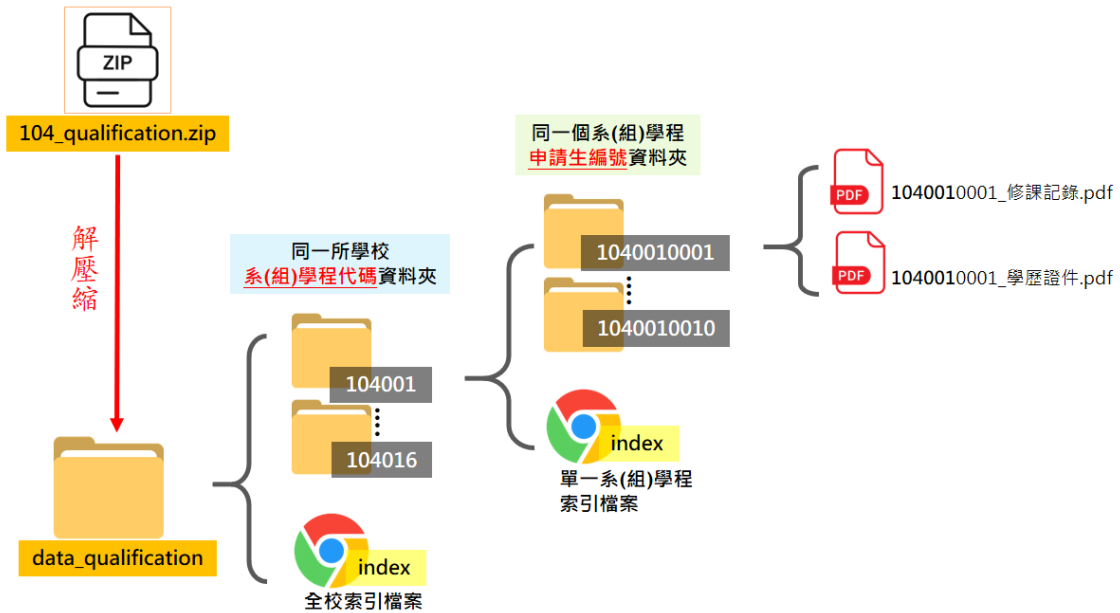 ZIP
104_qualification.zip
解壓縮
data_qualification
同一所學校
系(組)學程代碼資料夾
104001
104016
index
全校索引檔案
同一個系(組)學程
申請生編號資料夾
1040010001
1040010010
index
單一系(組)學程
索引檔案
PDF
1040010001_修課記錄.pdf
PDF
1040010001_學歷證件.pdf